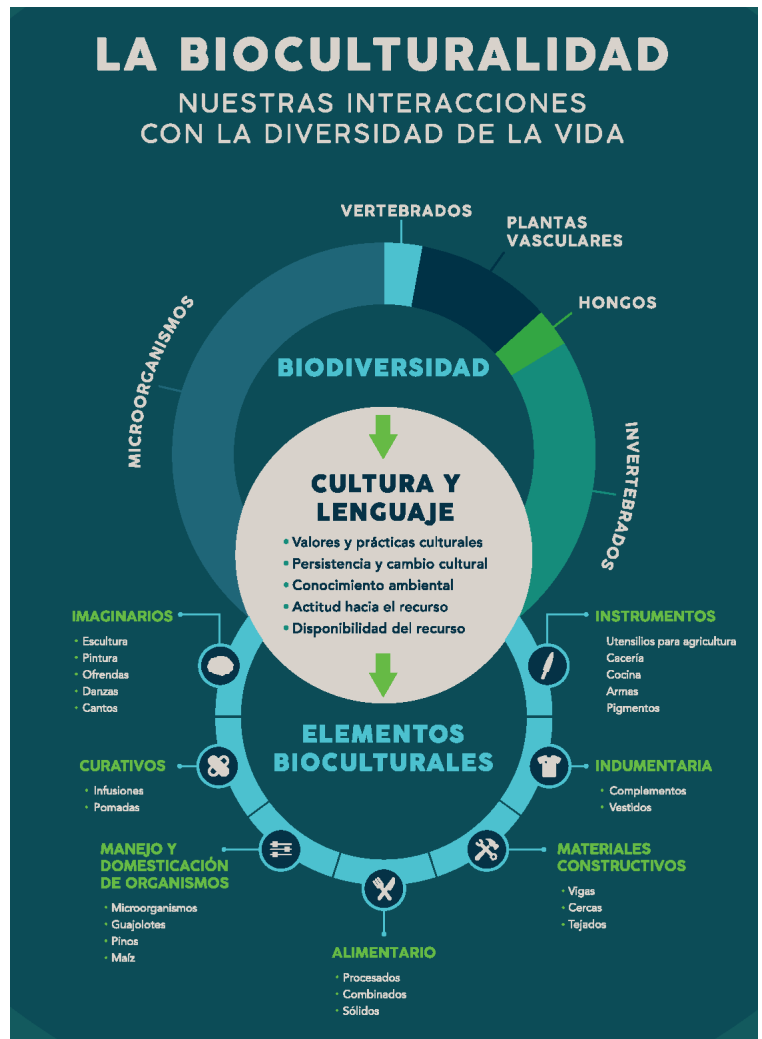 LA BIOCULTURALIDAD
NUESTRAS INTERACCIONES
CON LA DIVERSIDAD DE LA VIDA
VERTEBRADOS
PLANTAS
VASCULARES
HONGOS
MICROORGANISMOS
INVERTEBRADOS
BIODIVERSIDAD
CULTURA Y
LENGUAJE
• Valores y prácticas culturales
• Persistencia y cambio cultural
• Conocimiento ambiental
• Actitud hacia el recurso
• Disponibilidad del recurso
ELEMENTOS
BIOCULTURALES
IMAGINARIOS
• Escultura
• Pintura
• Ofrendas
• Danzas
• Cantos
CURATIVOS
• Infusiones
• Pomadas
MANEJO Y
DOMESTICACIÓN
DE ORGANISMOS
• Microorganismos
• Guajolotes
• Pinos
• Maíz
ALIMENTARIO
• Procesados
• Combinados
• Sólidos
MATERIALES
CONSTRUCTIVOS
• Vigas
• Cercas
• Tejados
INDUMENTARIA
• Complementos
• Vestidos
INSTRUMENTOS
Utensilios para agricultura
Cacería
Cocina
Armas
Pigmentos